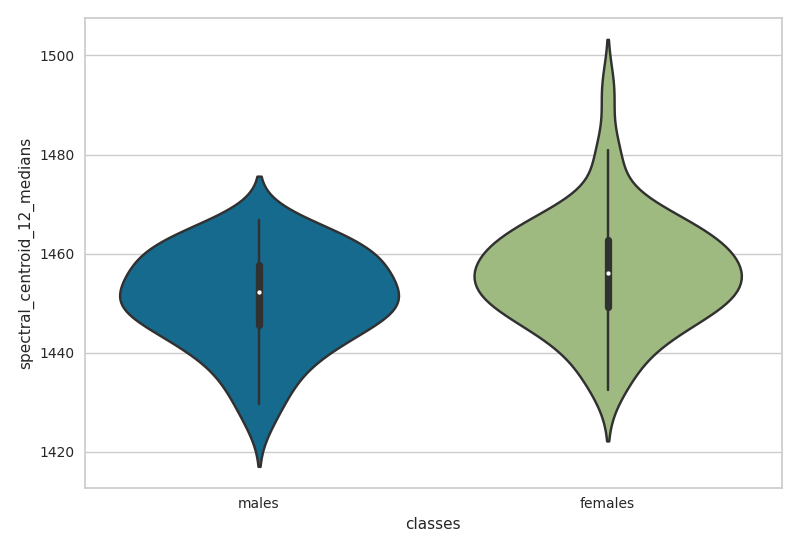 spectral_centroid_12_medians
1500
1480
1460
1440
1420
males
females
classes